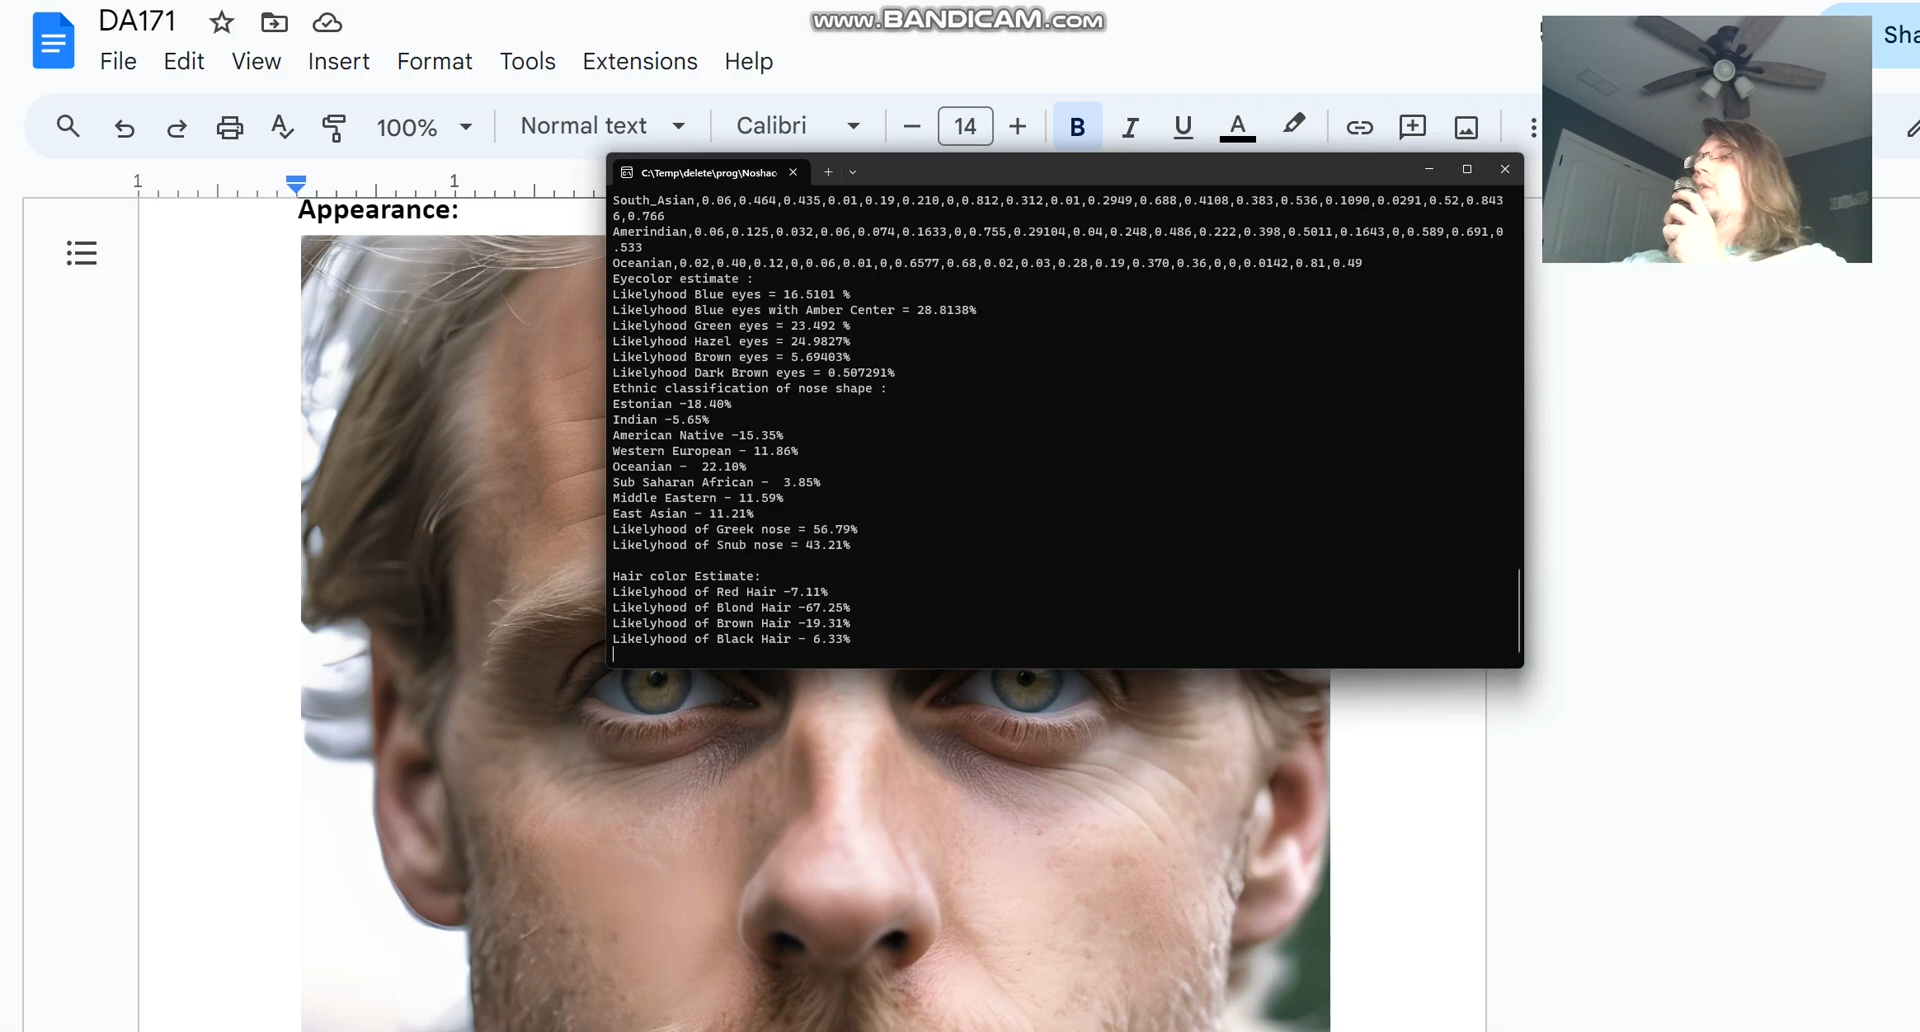 DA171
www.BANDICAM.com
Sha
File Edit View Insert Format Tools Extensions Help
100% Normal text Calibri 14 B I U A
1 1
C:\Temp\delete\prog\Noshac
Appearance:
South_Asian,0.06,0.464,0.435,0.01,0.19,0.210,0,0.812,0.312,0.01,0.2949,0.688,0.4108,0.383,0.536,0.1090,0.0291,0.52,0.843
6,0.766
Amerindian,0.06,0.125,0.032,0.06,0.074,0.1633,0,0.755,0.29104,0.04,0.248,0.486,0.222,0.398,0.5011,0.1643,0,0.589,0.691,0
.533
Oceanian,0.02,0.40,0.12,0,0.06,0.01,0,0.6577,0.68,0.02,0.03,0.28,0.19,0.370,0.36,0,0,0.0142,0.81,0.49
Eyecolor estimate :
Likelyhood Blue eyes = 16.5101 %
Likelyhood Blue eyes with Amber Center = 28.8138%
Likelyhood Green eyes = 23.492 %
Likelyhood Hazel eyes = 24.9827%
Likelyhood Brown eyes = 5.69403%
Likelyhood Dark Brown eyes = 0.507291%
Ethnic classification of nose shape :
Estonian -18.40%
Indian -5.65%
American Native -15.35%
Western European - 11.86%
Oceanian -  22.10%
Sub Saharan African -  3.85%
Middle Eastern - 11.59%
East Asian - 11.21%
Likelyhood of Greek nose = 56.79%
Likelyhood of Snub nose = 43.21%
Hair color Estimate:
Likelyhood of Red Hair -7.11%
Likelyhood of Blond Hair -67.25%
Likelyhood of Brown Hair -19.31%
Likelyhood of Black Hair - 6.33%